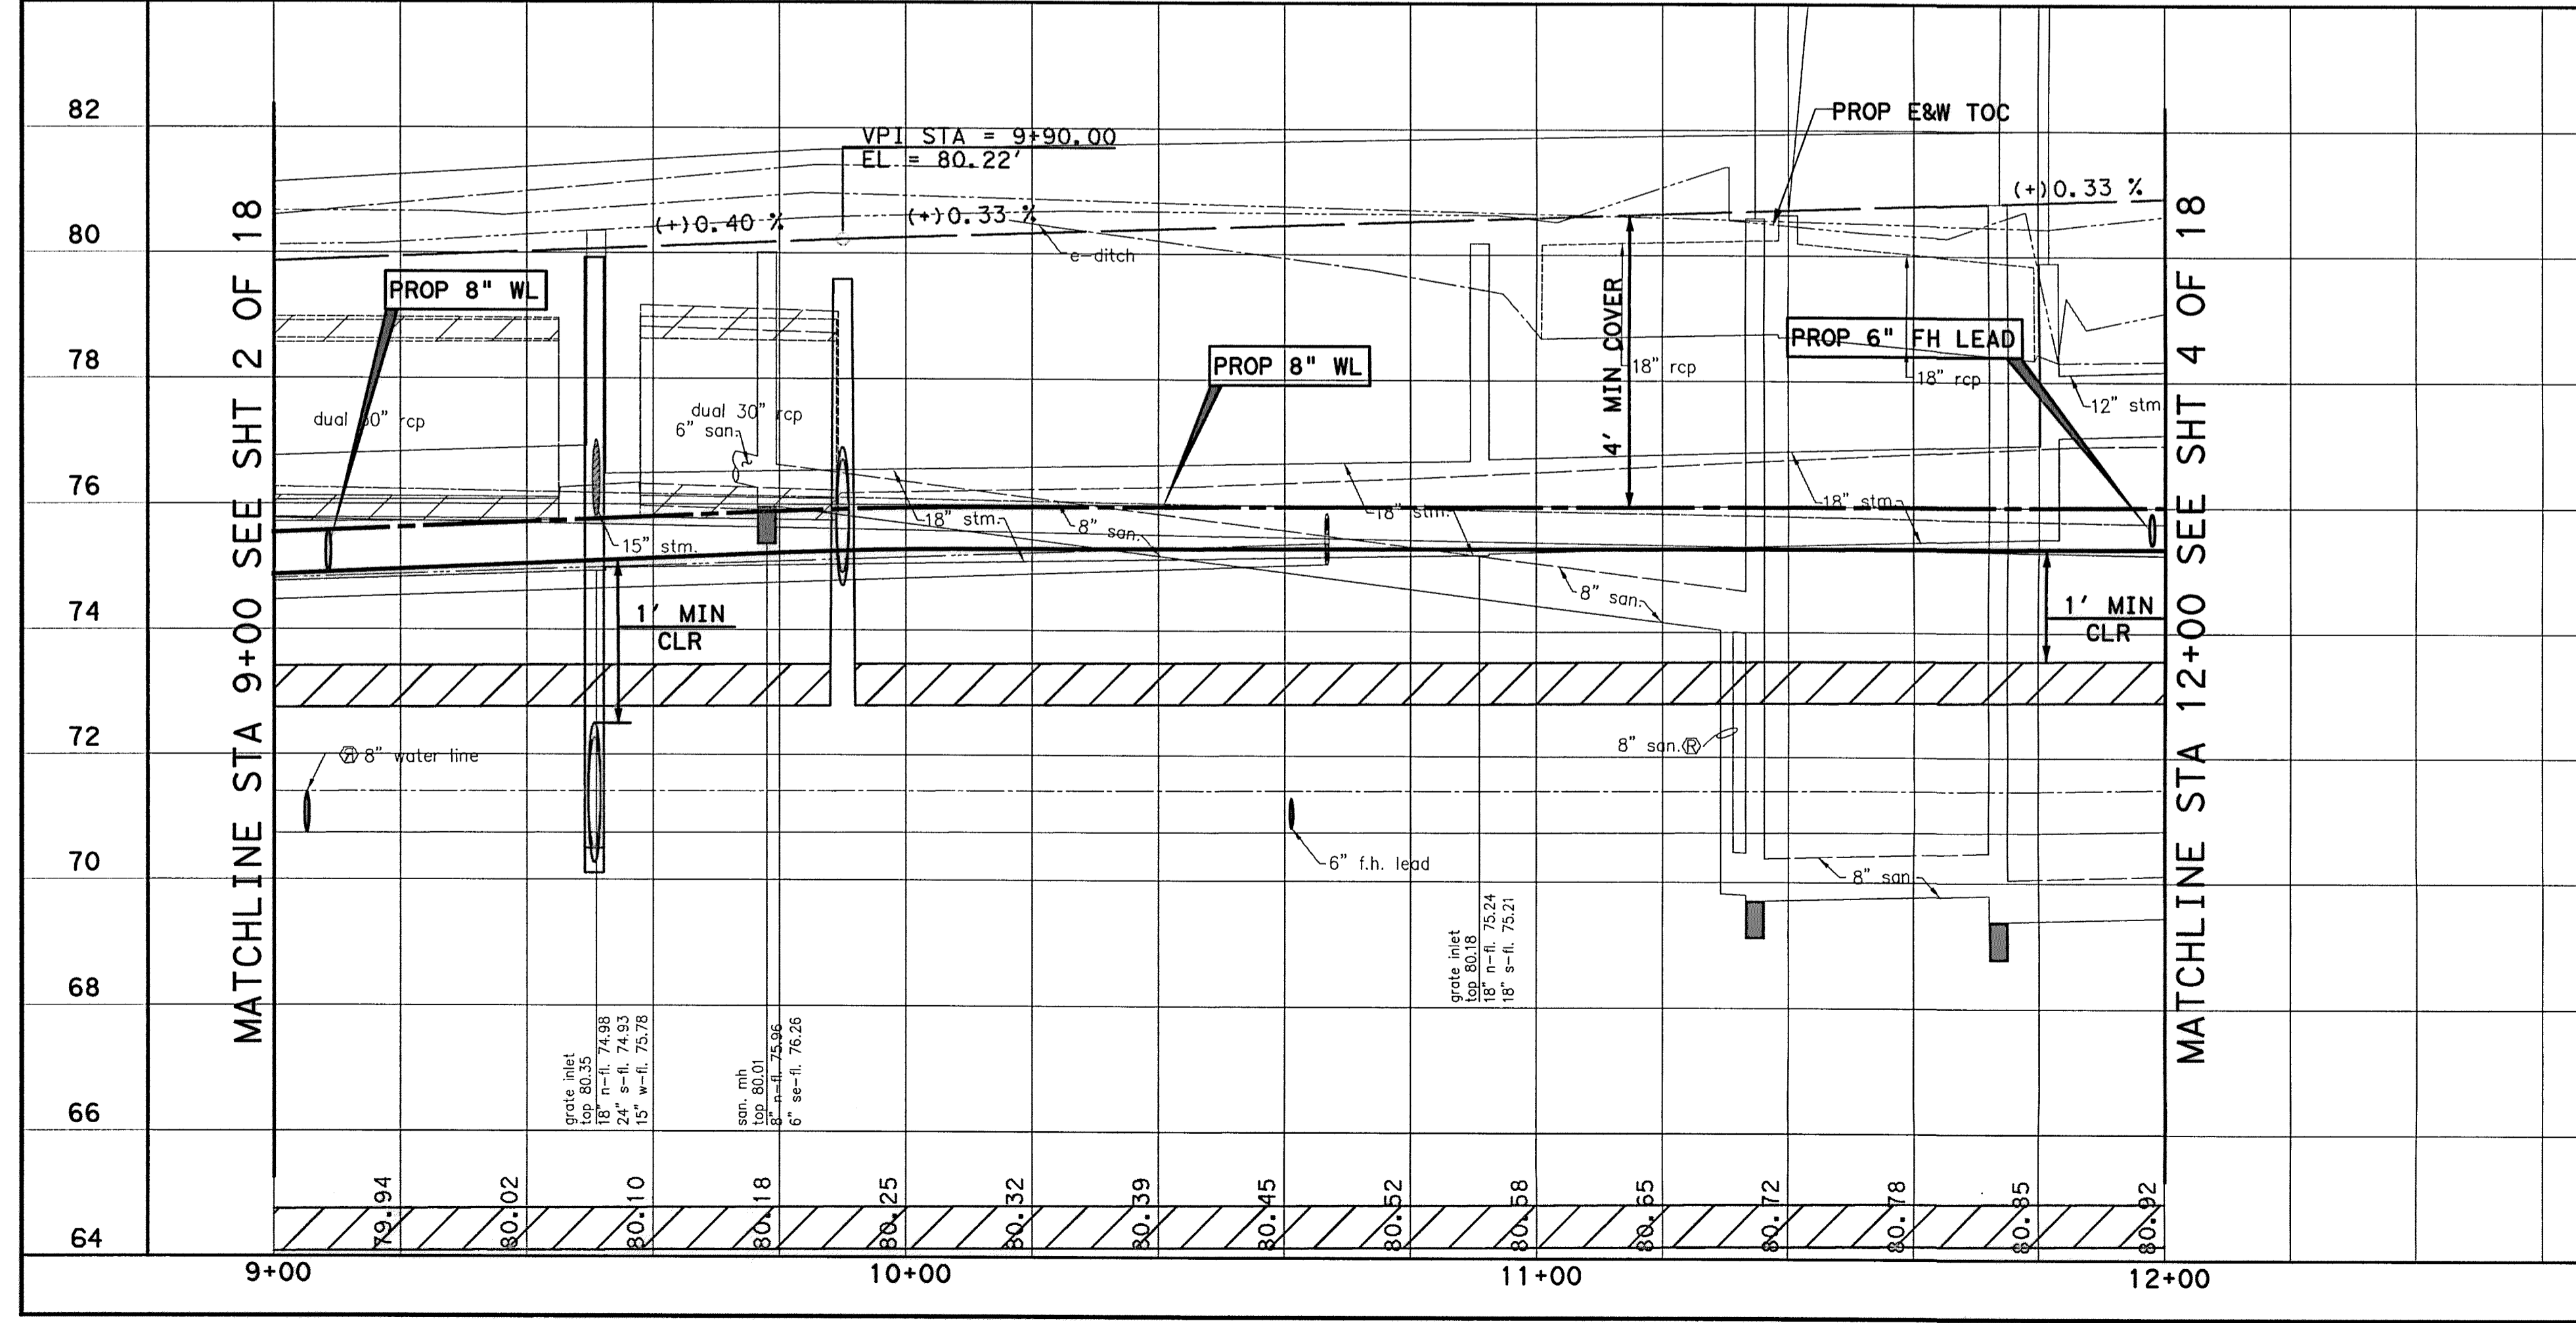 82
80
78
76
74
72
70
68
66
64
MATCHLINE STA 9+00 SEE SHT 2 OF 18
VPI STA = 9+90.00
EL = 80.22'
(+)0.40 %
(+)0.33 %
PROP E&W TOC
(+)0.33 %
e-ditch
PROP 8" WL
PROP 8" WL
4' MIN COVER
PROP 6" FH LEAD
18" rcp
18" rcp
12" stm.
dual rcp
dual 30" rcp
6" san.
15" stm.
18" stm.
8" san.
18" stm.
18" stm.
8" san.
1' MIN
CLR
1' MIN
CLR
R 8" water line
8" san. R
6" f.h. lead
8" san.
grate inlet
top 80.18
18" n-fl. 75.24
18" s-fl. 75.21
grate inlet
top 80.35
18" n-fl. 74.98
24" s-fl. 74.93
15" w-fl. 75.78
san. mh
top 80.01
8" n-fl. 75.96
6" se-fl. 76.26
79.94
80.02
80.10
80.18
80.25
80.32
80.39
80.45
80.52
80.58
80.65
80.72
80.78
80.85
80.92
9+00
10+00
11+00
12+00
MATCHLINE STA 12+00 SEE SHT 4 OF 18